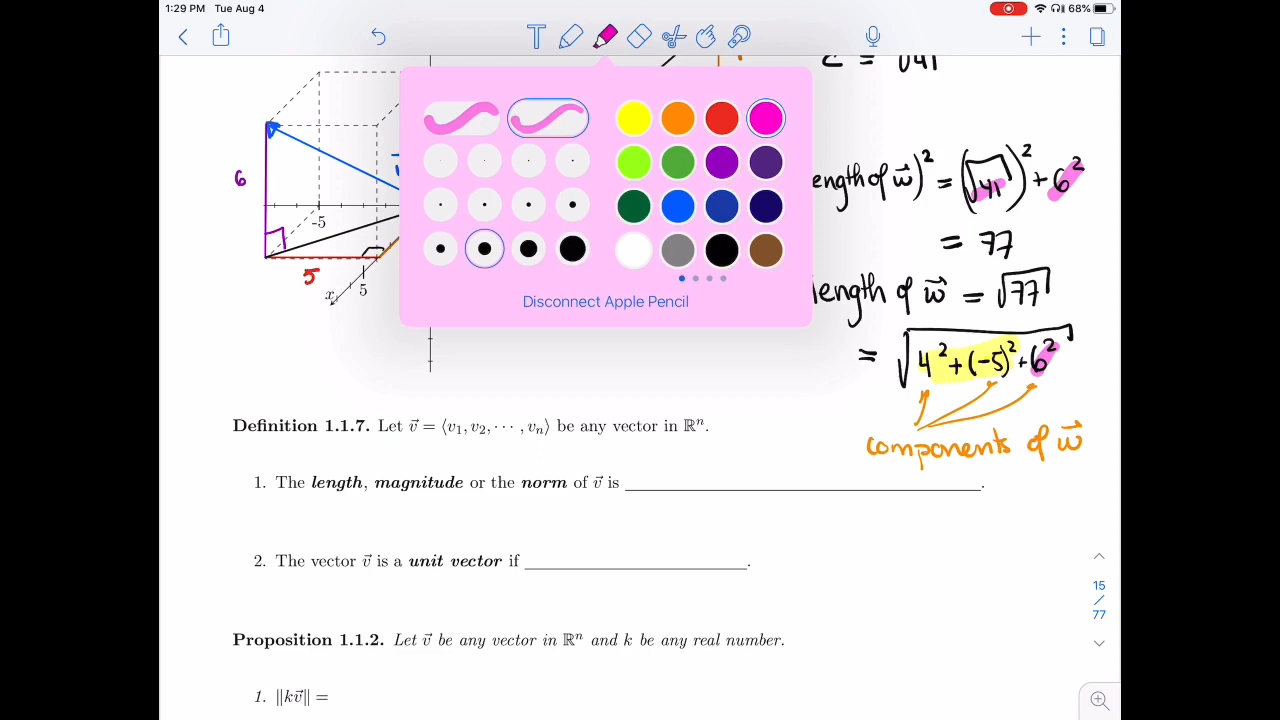 1:29 PM Tue Aug 4
68%
T
= √41
6
-5
5
x
5
ength of w⃗)² = (√41)² + 6²
= 77
length of w⃗ = √77
= √4² + (-5)² + 6²
components of w⃗
Disconnect Apple Pencil
Definition 1.1.7. Let v⃗ = ⟨v₁, v₂, ⋯ , vₙ⟩ be any vector in ℝⁿ.
1. The length, magnitude or the norm of v⃗ is ____________________.
2. The vector v⃗ is a unit vector if ____________________.
15
/
77
Proposition 1.1.2. Let v⃗ be any vector in ℝⁿ and k be any real number.
1. ‖kv⃗‖ =